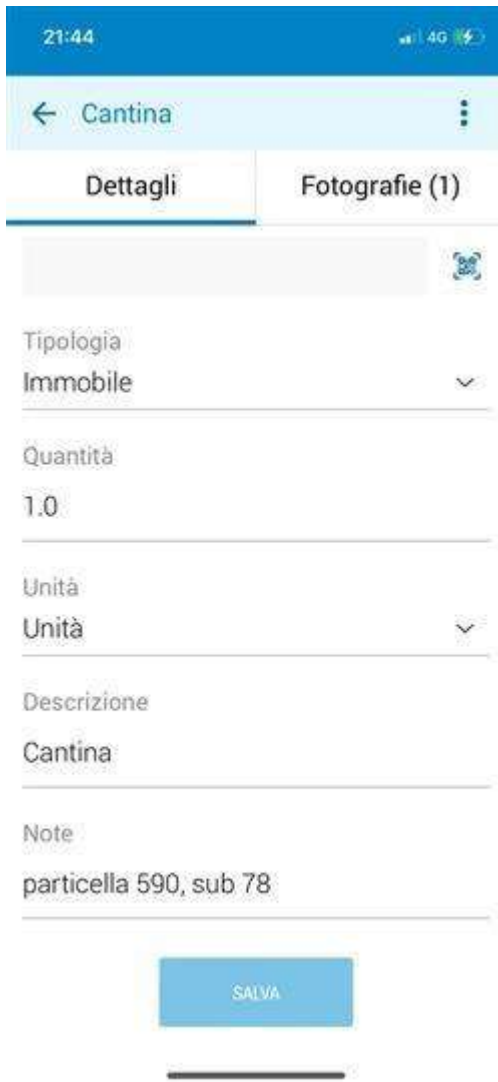 21:44
4G
Cantina
Dettagli
Fotografie (1)
Tipologia
Immobile
Quantità
1.0
Unità
Unità
Descrizione
Cantina
Note
particella 590, sub 78
SALVA